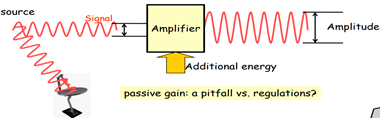 source
Signal
Amplifier
Amplitude
Additional energy
passive gain: a pitfall vs. regulations?